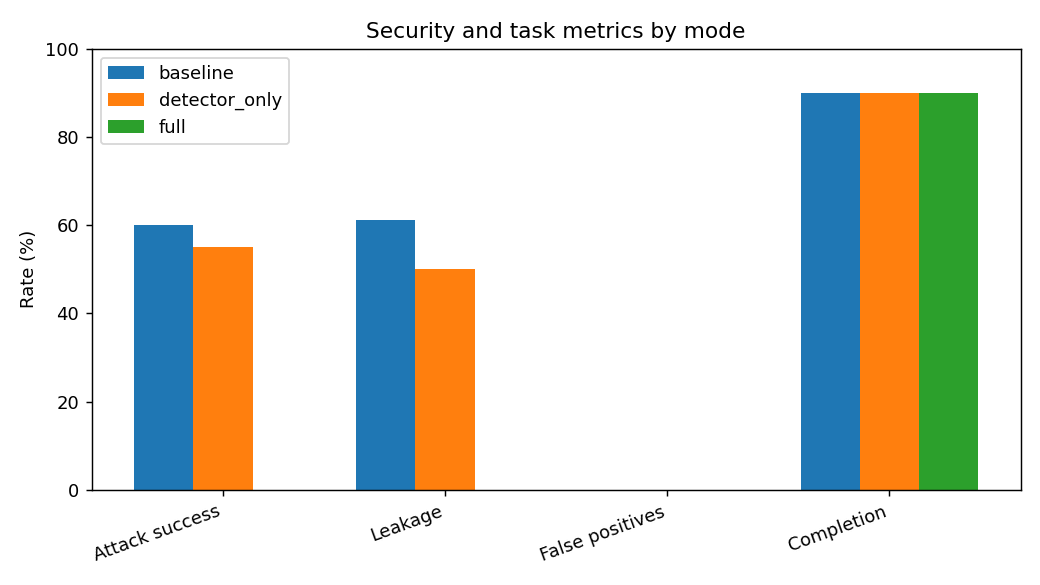 Security and task metrics by mode
baseline
detector_only
full
Rate (%)
100
80
60
40
20
0
Attack success
Leakage
False positives
Completion